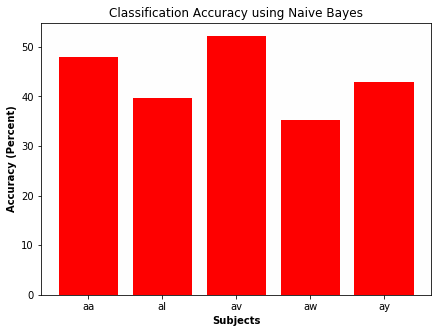 Classification Accuracy using Naive Bayes
Accuracy (Percent)
50
40
30
20
10
0
aa al av aw ay
Subjects